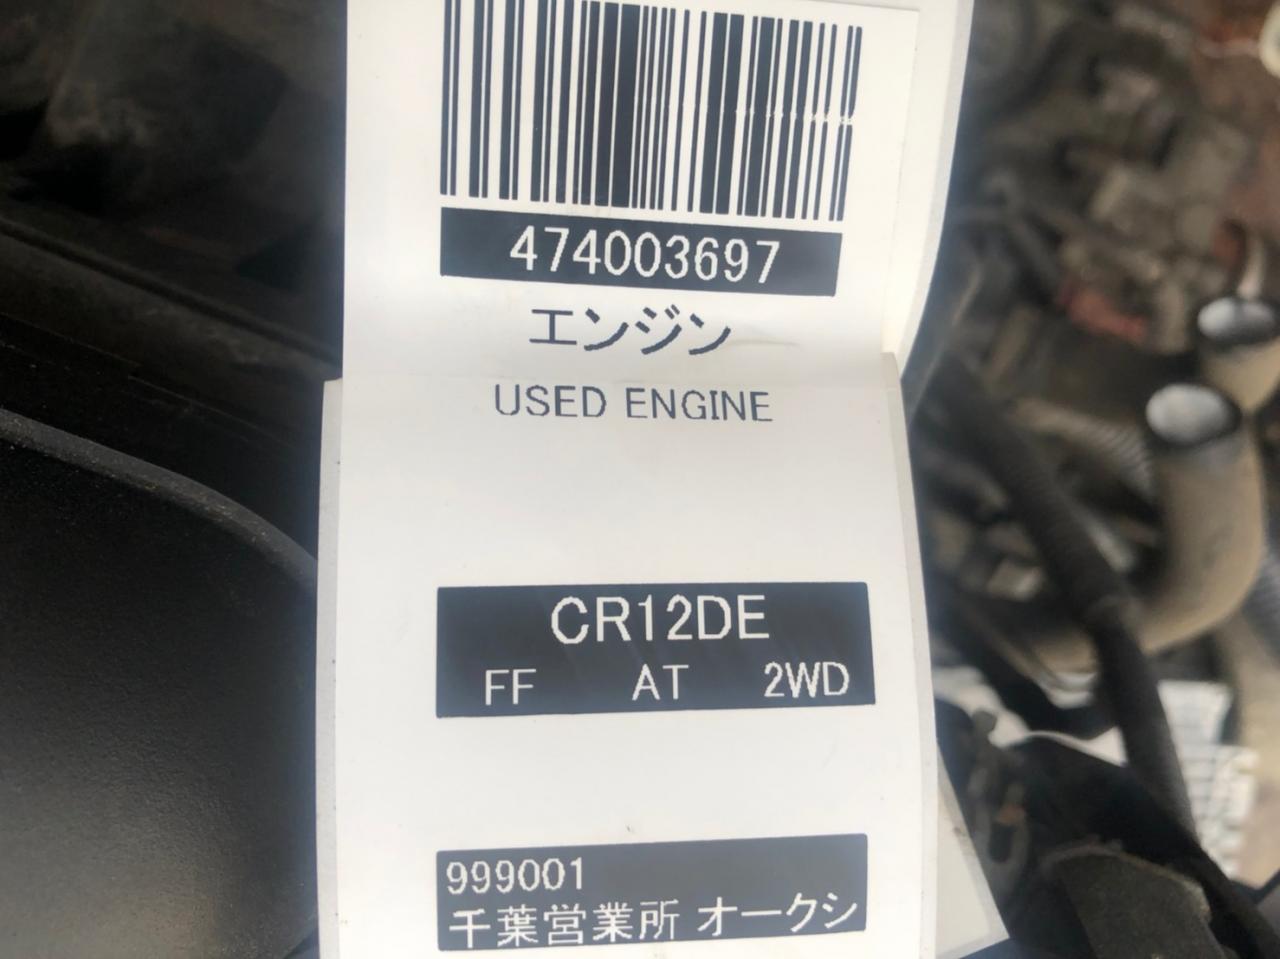 474003697
エンジン
USED ENGINE
CR12DE
FF AT 2WD
999001
千葉営業所 オークシ